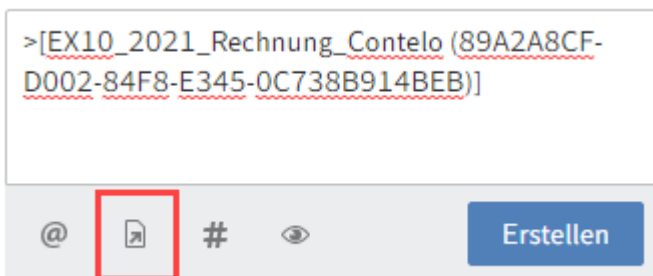 >[EX10_2021_Rechnung_Contelo (89A2A8CF-
D002-84F8-E345-0C738B914BEB)]
@ # Erstellen